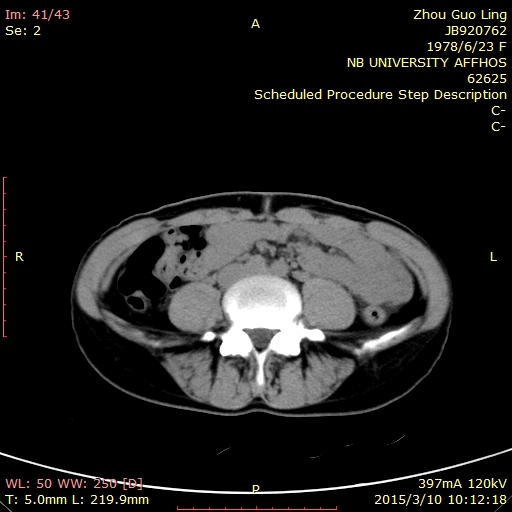 Im: 41/43
Se: 2
A
Zhou Guo Ling
JB920762
1978/6/23 F
NB UNIVERSITY AFFHOS
62625
Scheduled Procedure Step Description
C-
C-
R
L
WL: 50 WW: 250 [D]
T: 5.0mm L: 219.9mm
P
397mA 120kV
2015/3/10 10:12:18